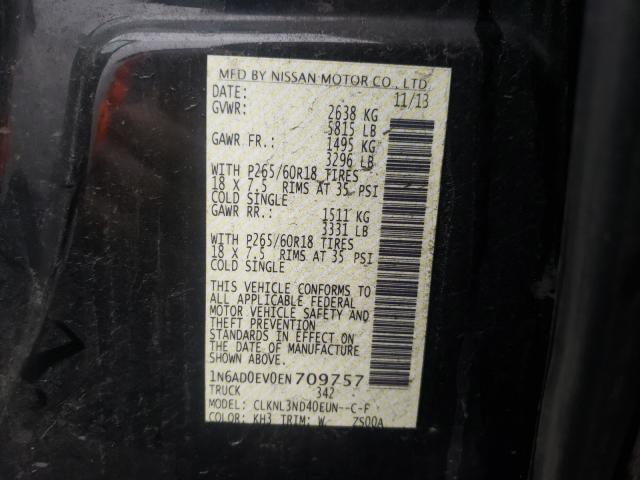 MFD BY NISSAN MOTOR CO., LTD
DATE: 11/13
GVWR: 2638 KG
5815 LB
GAWR FR.: 1495 KG
3296 LB
WITH P265/60R18 TIRES
18 X 7.5 RIMS AT 35 PSI
COLD SINGLE
GAWR RR.: 1511 KG
3331 LB
WITH P265/60R18 TIRES
18 X 7.5 RIMS AT 35 PSI
COLD SINGLE
THIS VEHICLE CONFORMS TO
ALL APPLICABLE FEDERAL
MOTOR VEHICLE SAFETY AND
THEFT PREVENTION
STANDARDS IN EFFECT ON
THE DATE OF MANUFACTURE
SHOWN ABOVE.
1N6AD0EV0EN709757
TRUCK 342
MODEL: CLKNL3ND40EUN--C-F
COLOR: KH3 TRIM: W ZS00A